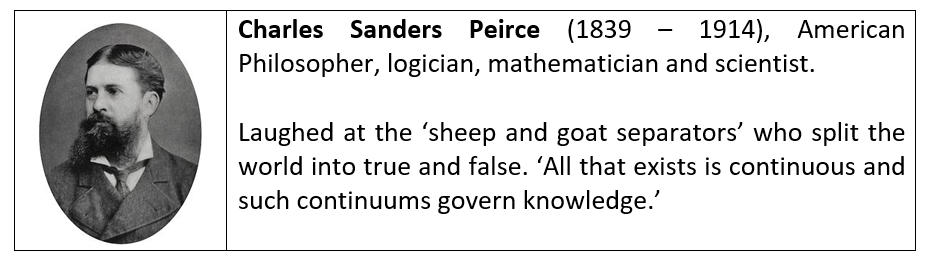 Charles Sanders Peirce (1839 – 1914), American
Philosopher, logician, mathematician and scientist.
Laughed at the ‘sheep and goat separators’ who split the
world into true and false. ‘All that exists is continuous and
such continuums govern knowledge.’